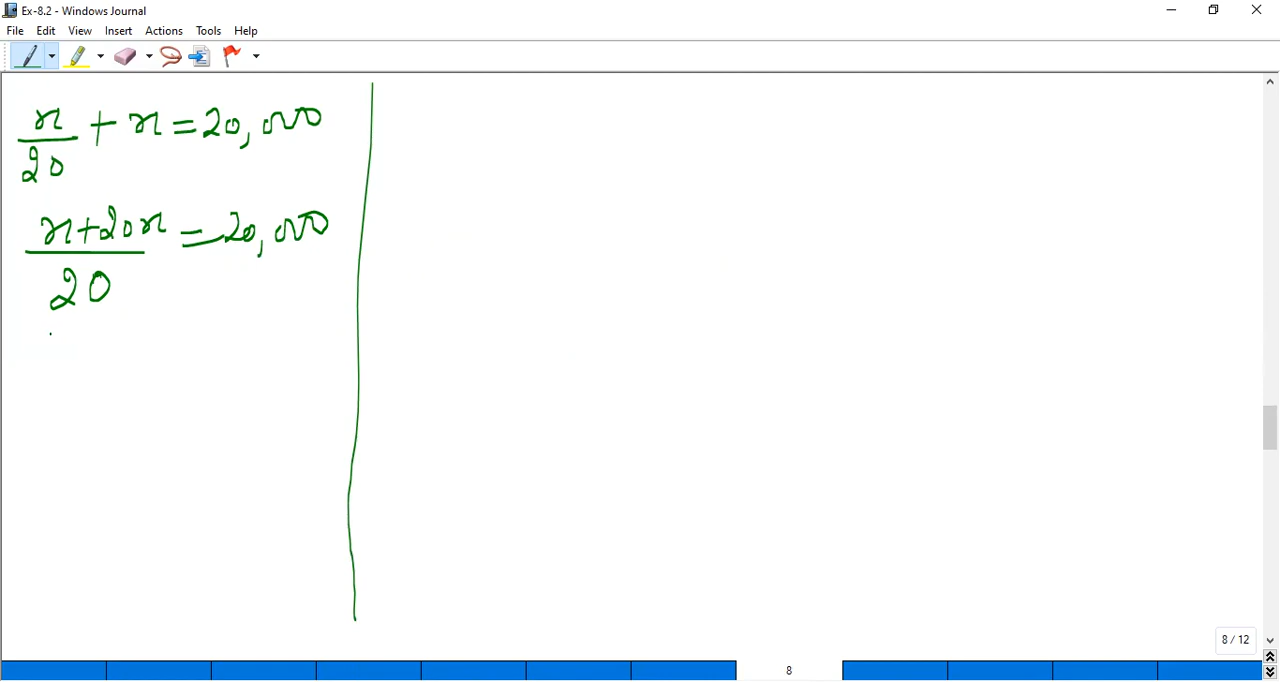 Ex-8.2 - Windows Journal
File Edit View Insert Actions Tools Help
x/20 + x = 20,000
x+20x/20 = 20,000
8 / 12
8